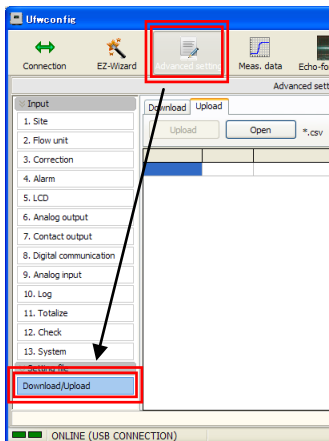 Ufwconfig
Connection EZ-Wizard Advanced setting Meas. data Echo-fo
Advanced sett
Input
Download Upload
1. Site
Upload Open *.csv
2. Flow unit
3. Correction
4. Alarm
5. LCD
6. Analog output
7. Contact output
8. Digital communication
9. Analog input
10. Log
11. Totalize
12. Check
13. System
Setting file
Download/Upload
ONLINE (USB CONNECTION)